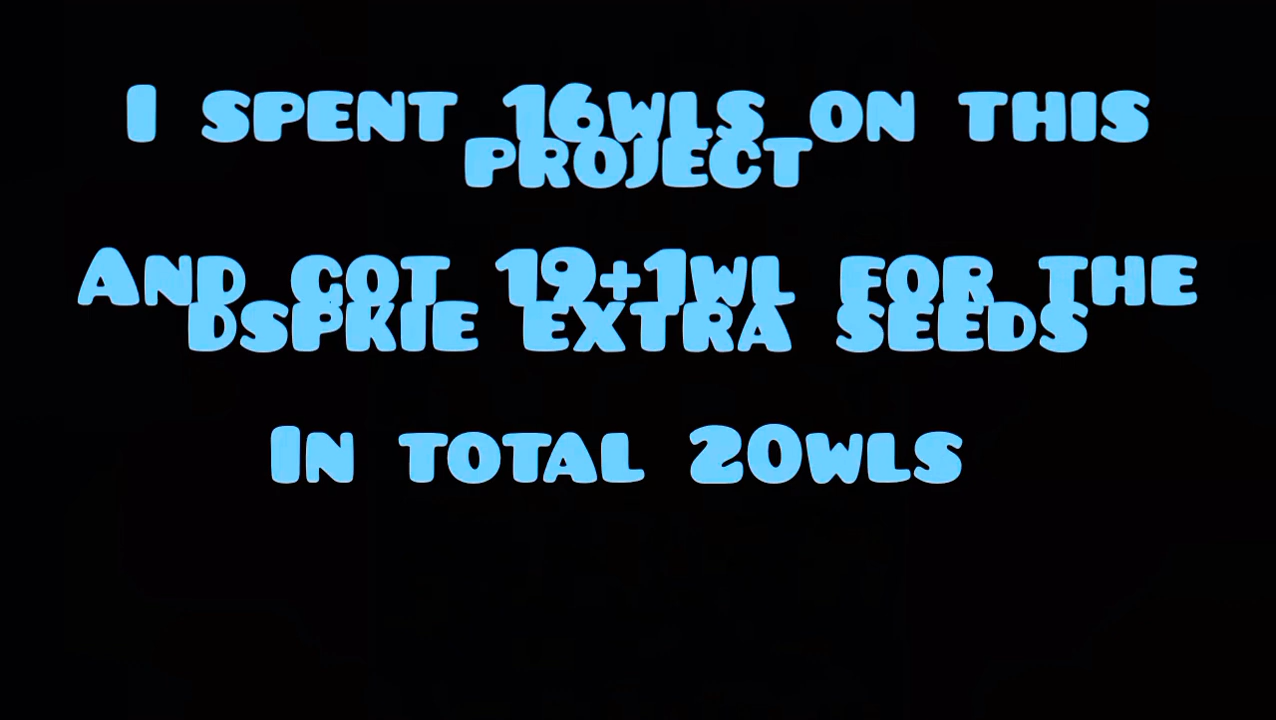 I SPENT 16WLS ON THIS
PROJECT
AND GOT 19+1WL FOR THE
DSPKIE EXTRA SEEDS
IN TOTAL 20WLS